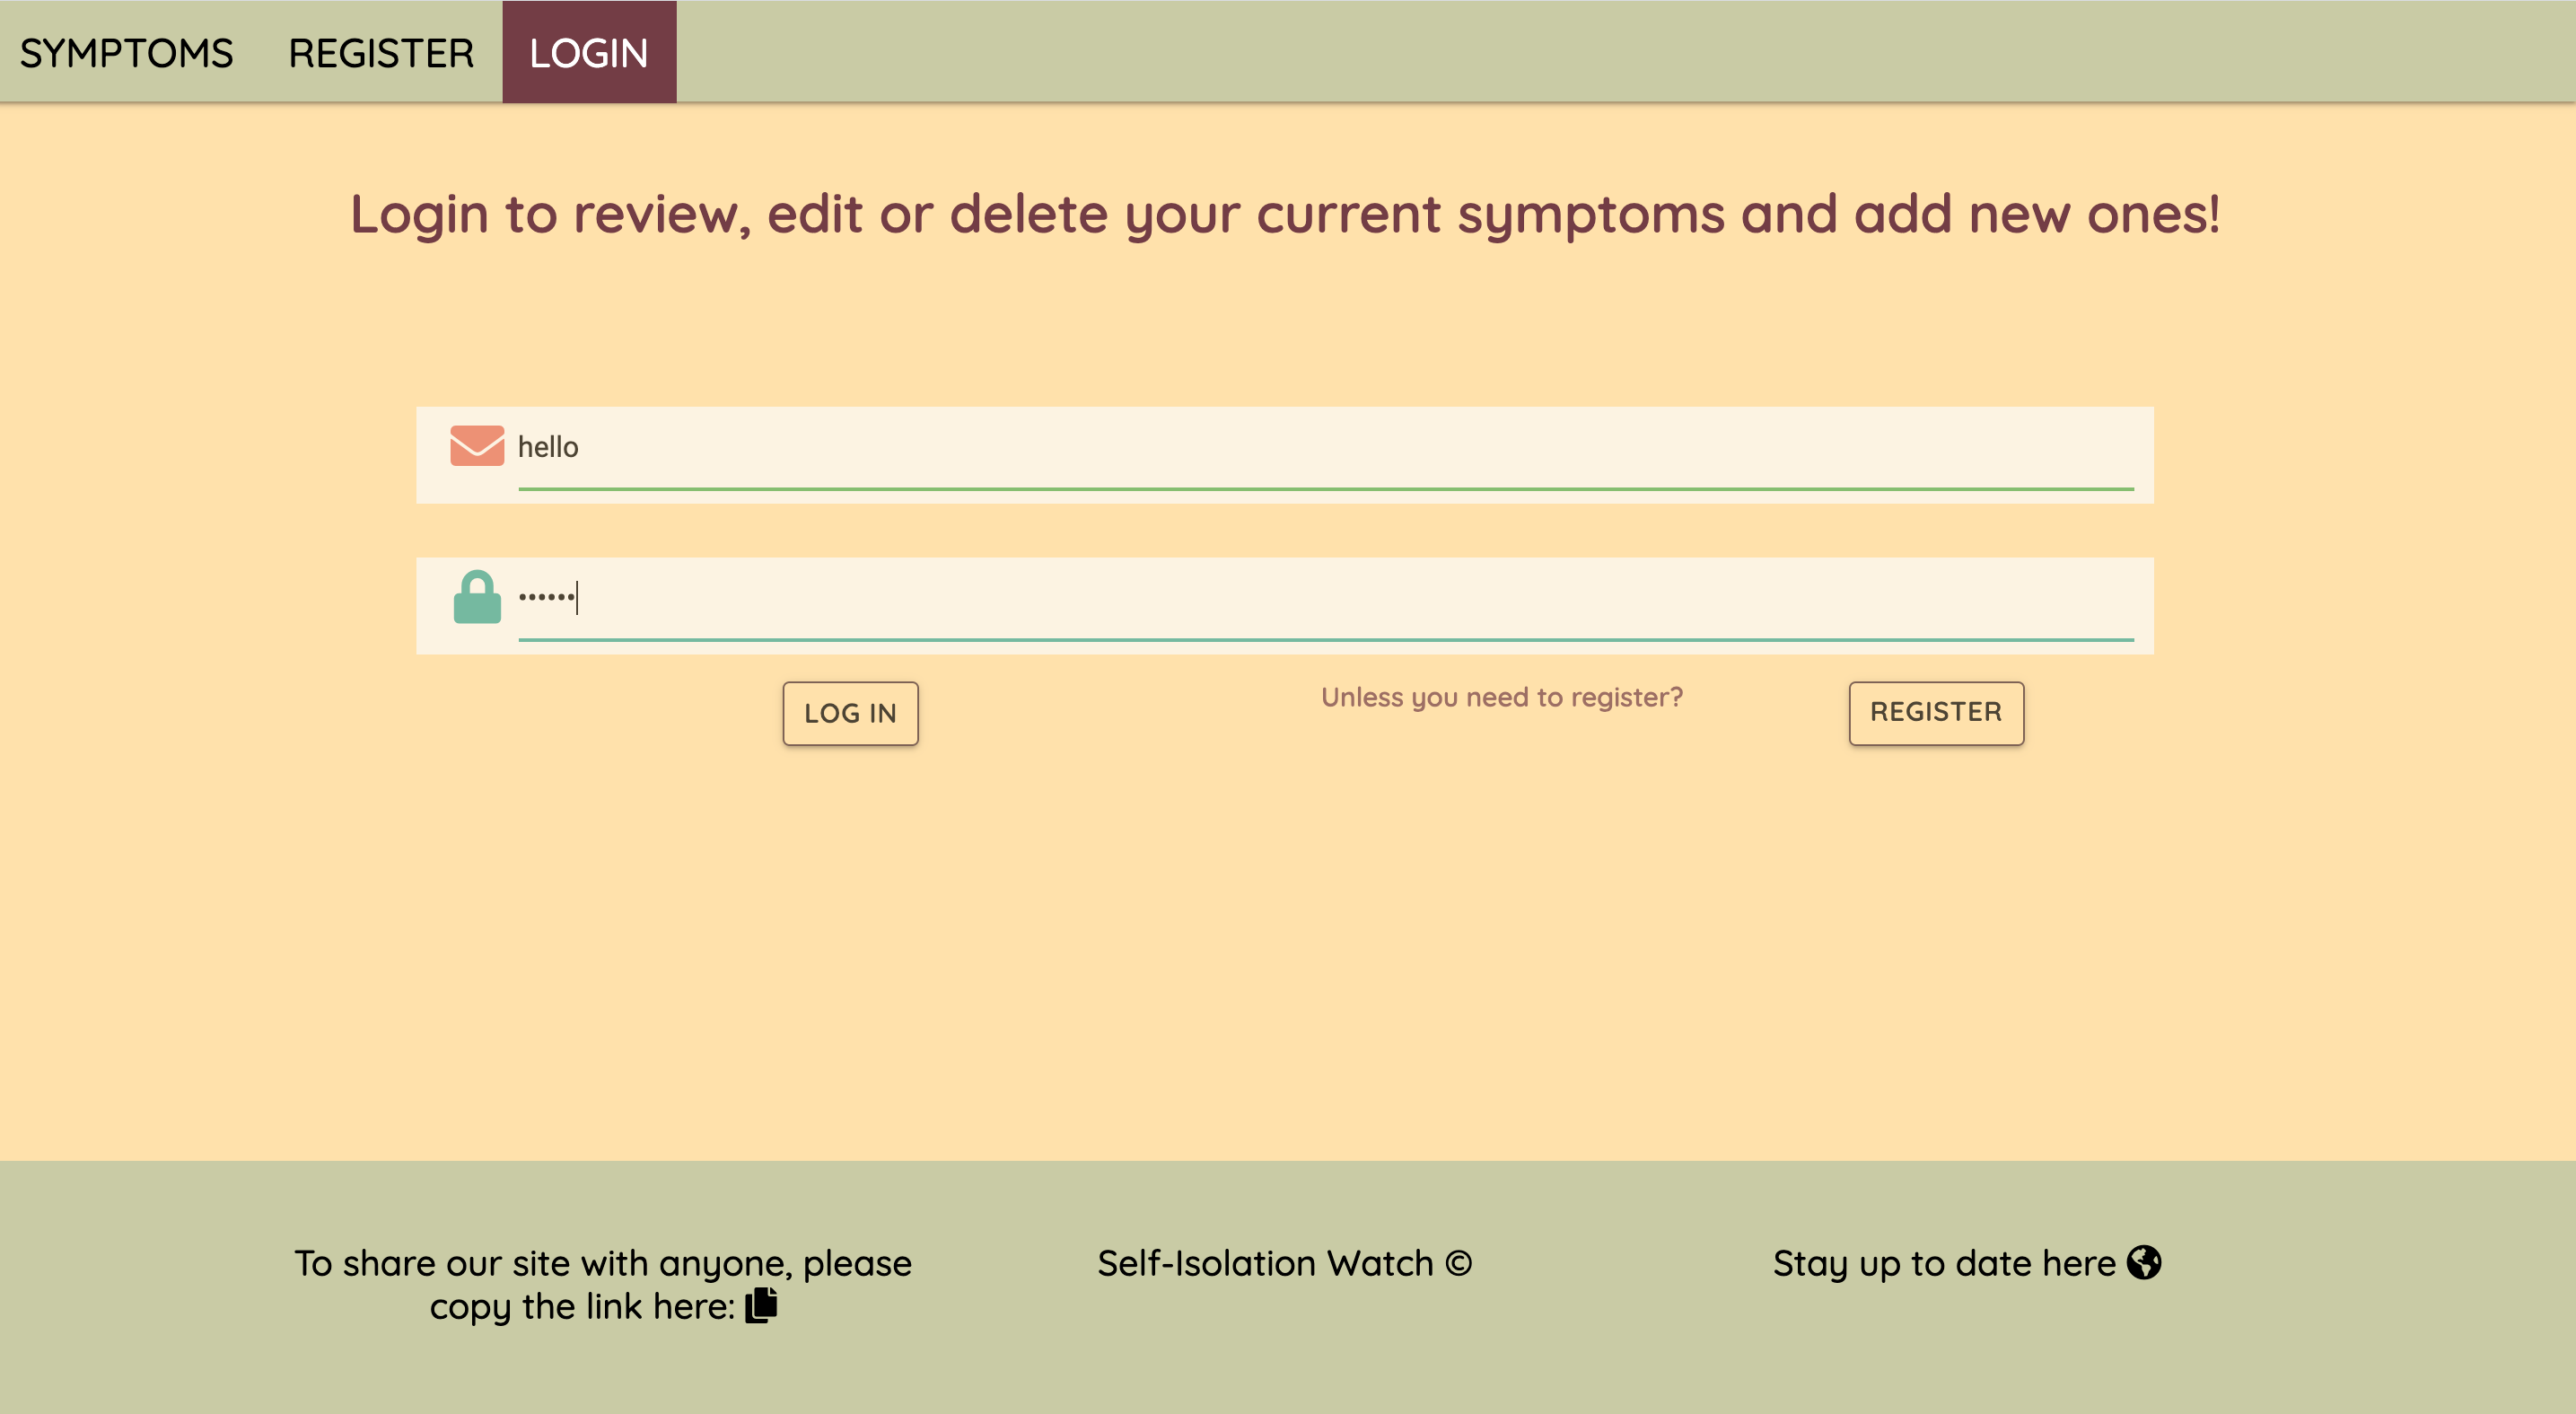 SYMPTOMS REGISTER LOGIN
Login to review, edit or delete your current symptoms and add new ones!
hello
••••••
LOG IN Unless you need to register? REGISTER
To share our site with anyone, please
copy the link here:
Self-Isolation Watch ©
Stay up to date here